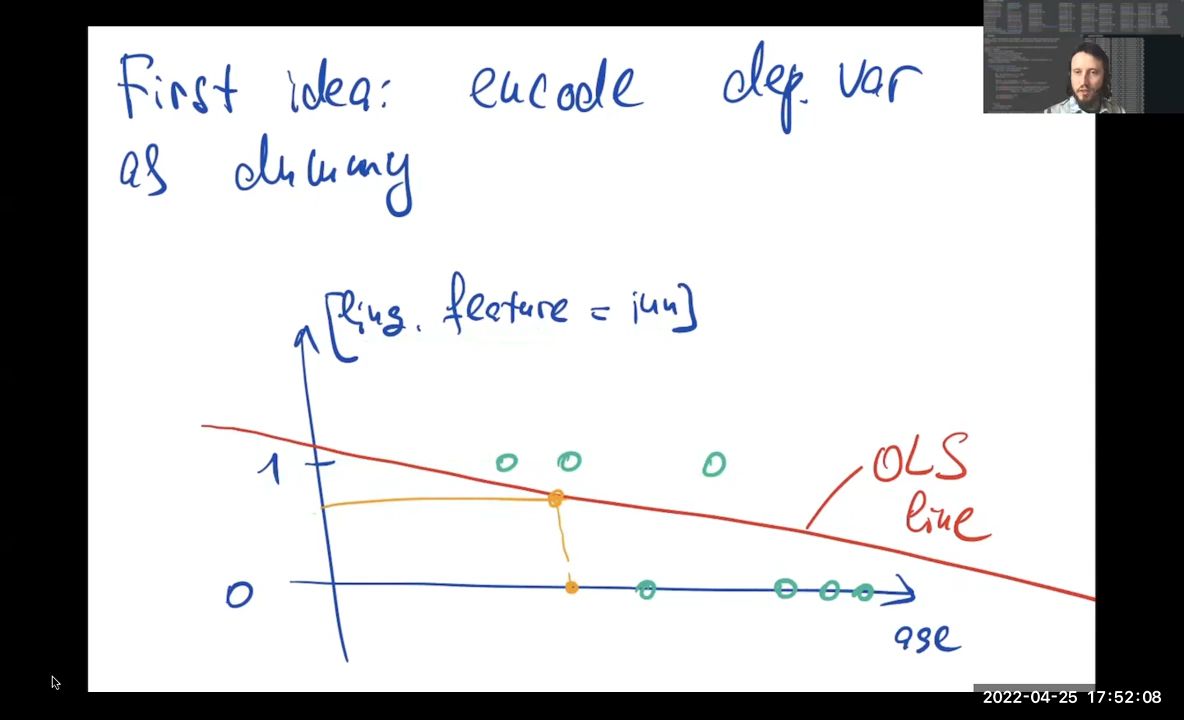 First idea: encode dep. var
as dummy
[ling. feature = inn]
1
OLS
line
0
age
2022-04-25 17:52:08